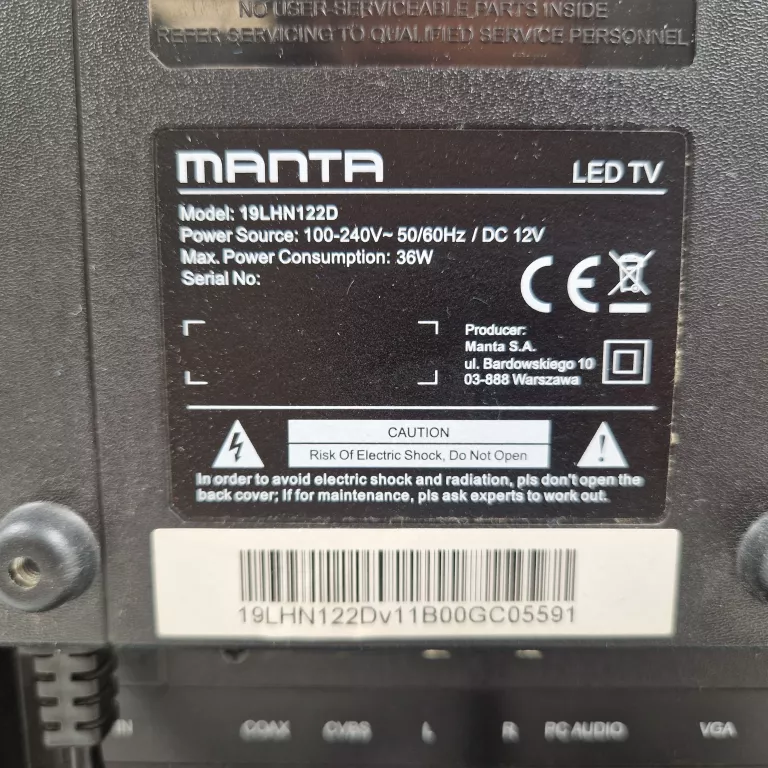 NO USER-SERVICEABLE PARTS INSIDE
REFER SERVICING TO QUALIFIED SERVICE PERSONNEL
MANTA
LED TV
Model: 19LHN122D
Power Source: 100-240V~ 50/60Hz / DC 12V
Max. Power Consumption: 36W
Serial No:
CE
Producer:
Manta S.A.
ul. Bardowskiego 10
03-888 Warszawa
CAUTION
Risk Of Electric Shock, Do Not Open
In order to avoid electric shock and radiation, pls don't open the
back cover; If for maintenance, pls ask experts to work out.
19LHN122Dv11B00GC05591
IN COAX CVBS L R PC AUDIO VGA